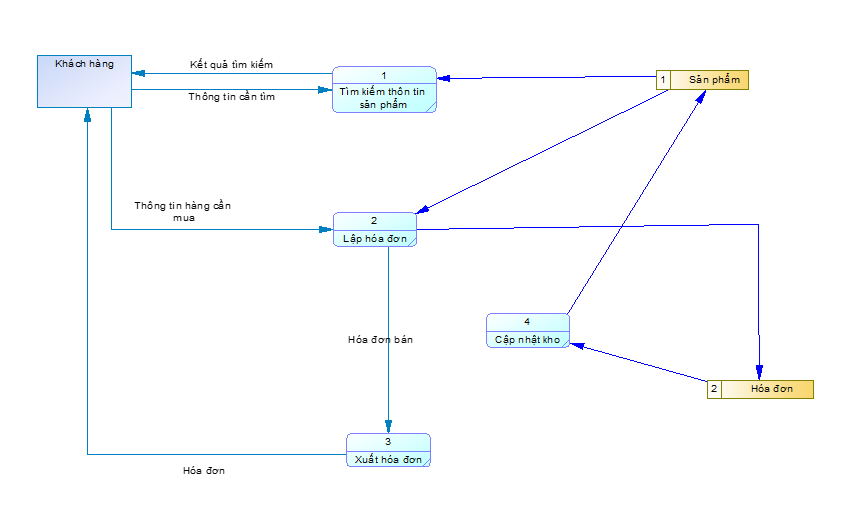 Khách hàng
Kết quả tìm kiếm
Thông tin cần tìm
1
Tìm kiếm thôn tin
sản phẩm
1
Sản phẩm
Thông tin hàng cần
mua
2
Lập hóa đơn
4
Cập nhật kho
Hóa đơn bán
2
Hóa đơn
3
Xuất hóa đơn
Hóa đơn